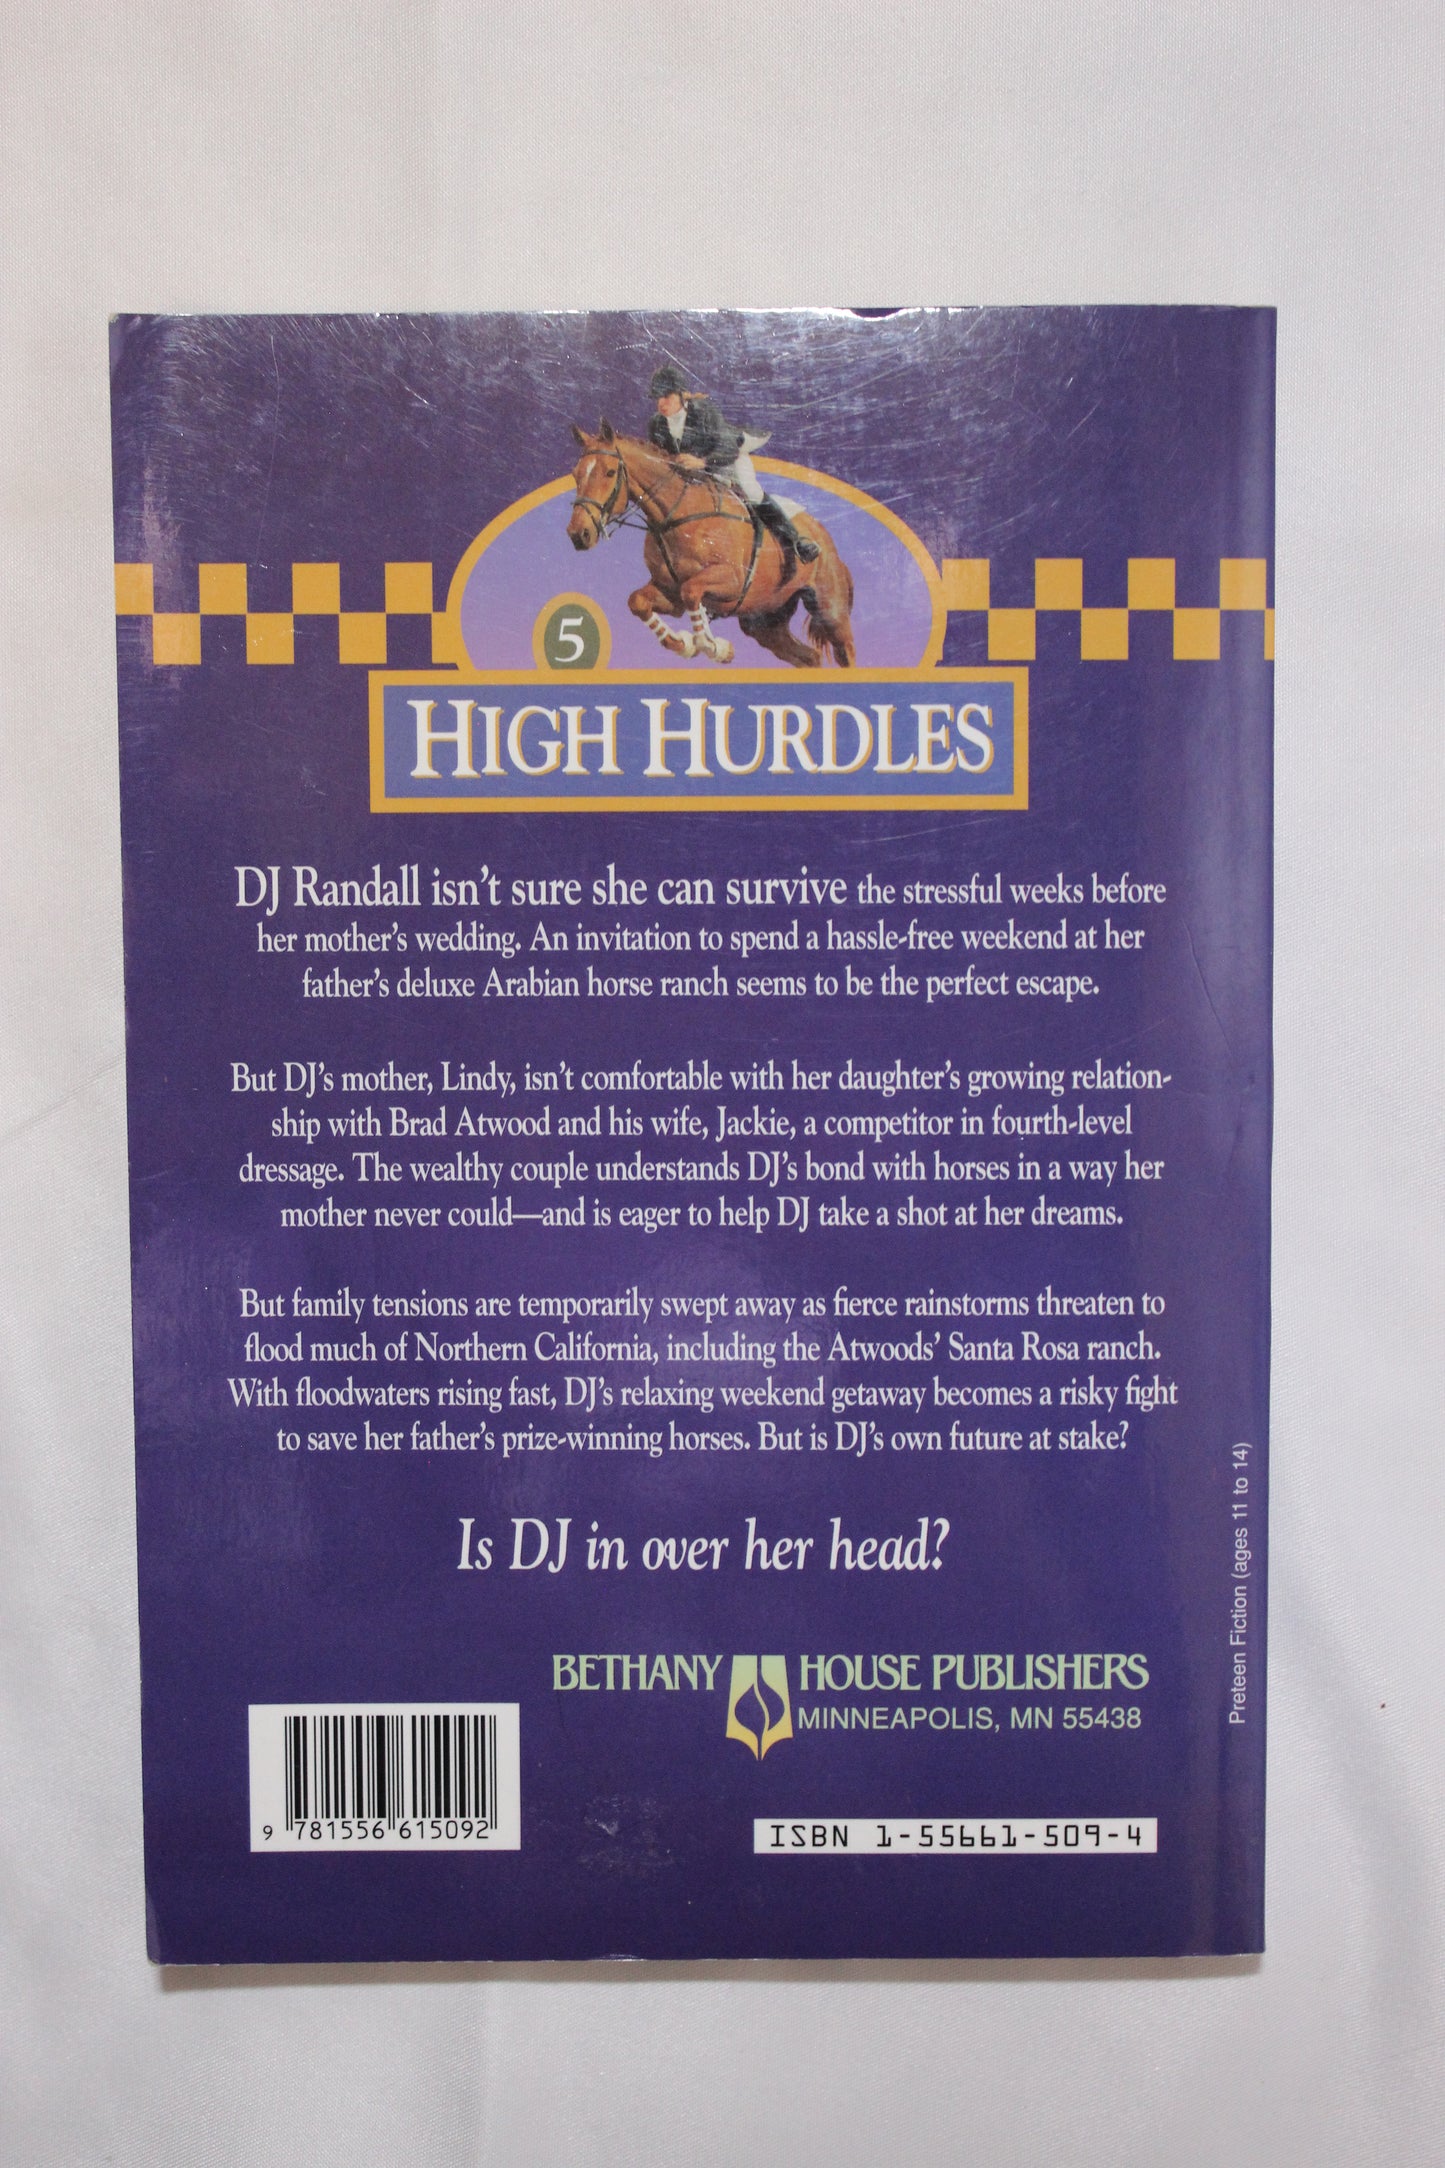 5
HIGH HURDLES
DJ Randall isn't sure she can survive the stressful weeks before
her mother's wedding. An invitation to spend a hassle-free weekend at her
father's deluxe Arabian horse ranch seems to be the perfect escape.
But DJ's mother, Lindy, isn't comfortable with her daughter's growing relation-
ship with Brad Atwood and his wife, Jackie, a competitor in fourth-level
dressage. The wealthy couple understands DJ's bond with horses in a way her
mother never could—and is eager to help DJ take a shot at her dreams.
But family tensions are temporarily swept away as fierce rainstorms threaten to
flood much of Northern California, including the Atwoods' Santa Rosa ranch.
With floodwaters rising fast, DJ's relaxing weekend getaway becomes a risky fight
to save her father's prize-winning horses. But is DJ's own future at stake?
Is DJ in over her head?
BETHANY HOUSE PUBLISHERS
MINNEAPOLIS, MN 55438
Preteen Fiction (ages 11 to 14)
9 781556 615092
ISBN 1-55661-509-4